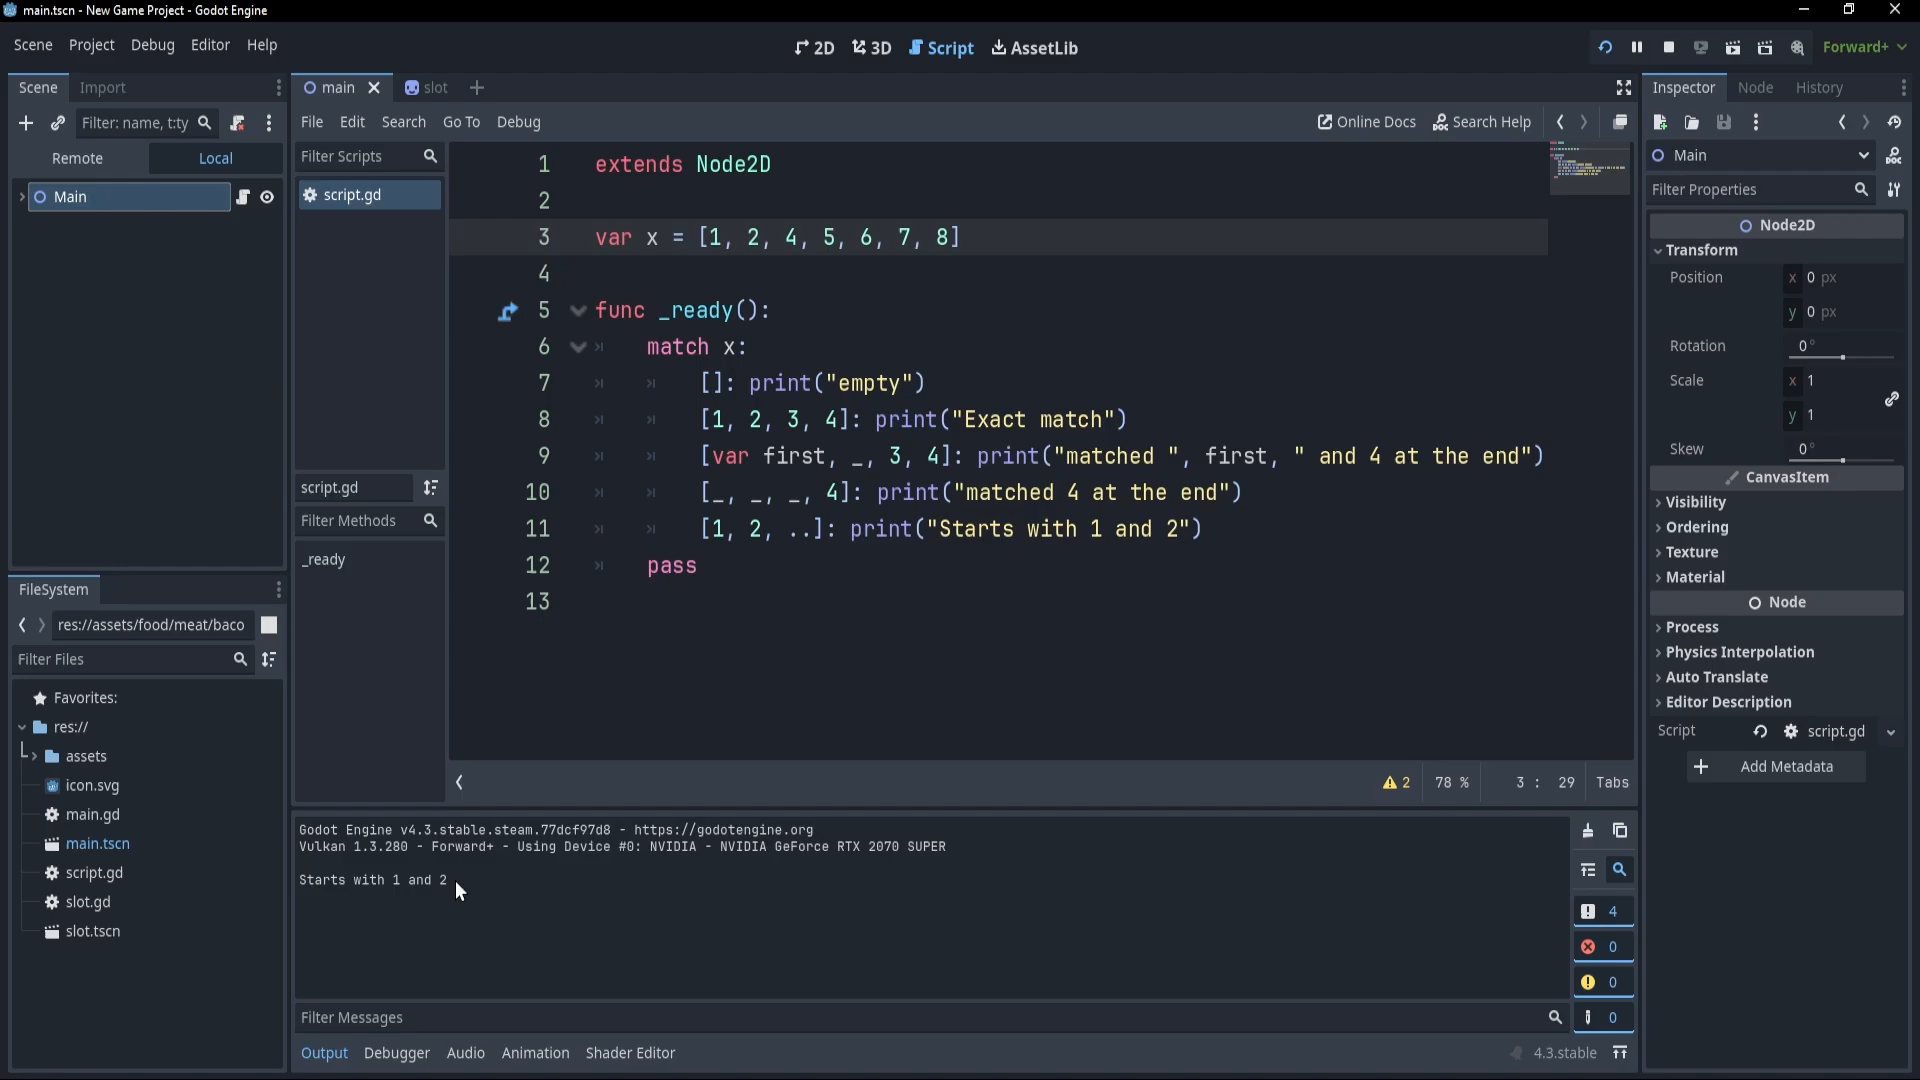 main.tscn - New Game Project - Godot Engine
Scene Project Debug Editor Help
2D 3D Script AssetLib
Forward+
Scene Import
Filter: name, t:ty
Remote Local
Main
main slot
File Edit Search Go To Debug
Online Docs Search Help
Filter Scripts
script.gd
script.gd
Filter Methods
_ready
1 extends Node2D
2
3 var x = [1, 2, 4, 5, 6, 7, 8]
4
5 func _ready():
6 match x:
7 []: print("empty")
8 [1, 2, 3, 4]: print("Exact match")
9 [var first, _, 3, 4]: print("matched ", first, " and 4 at the end")
10 [_, _, _, 4]: print("matched 4 at the end")
11 [1, 2, ..]: print("Starts with 1 and 2")
12 pass
13
2 78 % 3 : 29 Tabs
FileSystem
res://assets/food/meat/baco
Filter Files
Favorites:
res://
assets
icon.svg
main.gd
main.tscn
script.gd
slot.gd
slot.tscn
Godot Engine v4.3.stable.steam.77dcf97d8 - https://godotengine.org
Vulkan 1.3.280 - Forward+ - Using Device #0: NVIDIA - NVIDIA GeForce RTX 2070 SUPER
Starts with 1 and 2
4
0
0
0
Filter Messages
Output Debugger Audio Animation Shader Editor
4.3.stable
Inspector Node History
Main
Filter Properties
Node2D
Transform
Position x 0 px
y 0 px
Rotation 0°
Scale x 1
y 1
Skew 0°
CanvasItem
Visibility
Ordering
Texture
Material
Node
Process
Physics Interpolation
Auto Translate
Editor Description
Script script.gd
Add Metadata